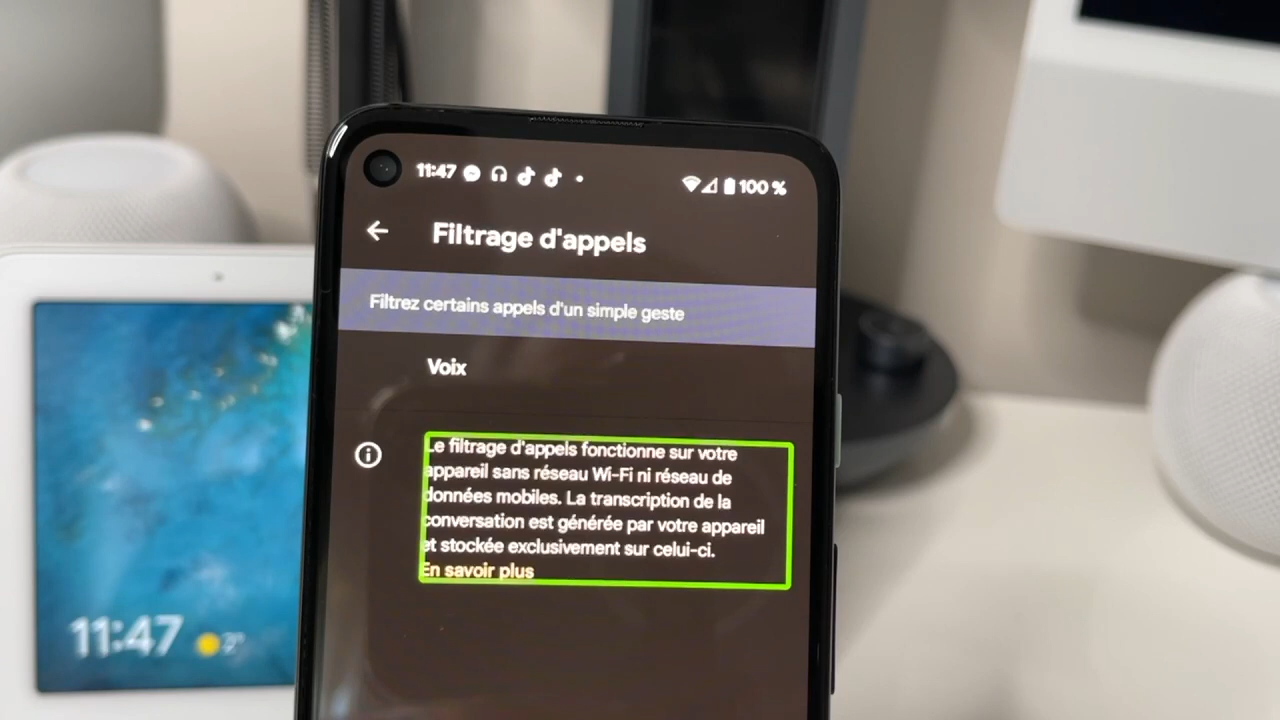 11:47
100 %
Filtrage d'appels
Filtrez certains appels d'un simple geste
Voix
Le filtrage d'appels fonctionne sur votre
appareil sans réseau Wi-Fi ni réseau de
données mobiles. La transcription de la
conversation est générée par votre appareil
et stockée exclusivement sur celui-ci.
En savoir plus
11:47
2°